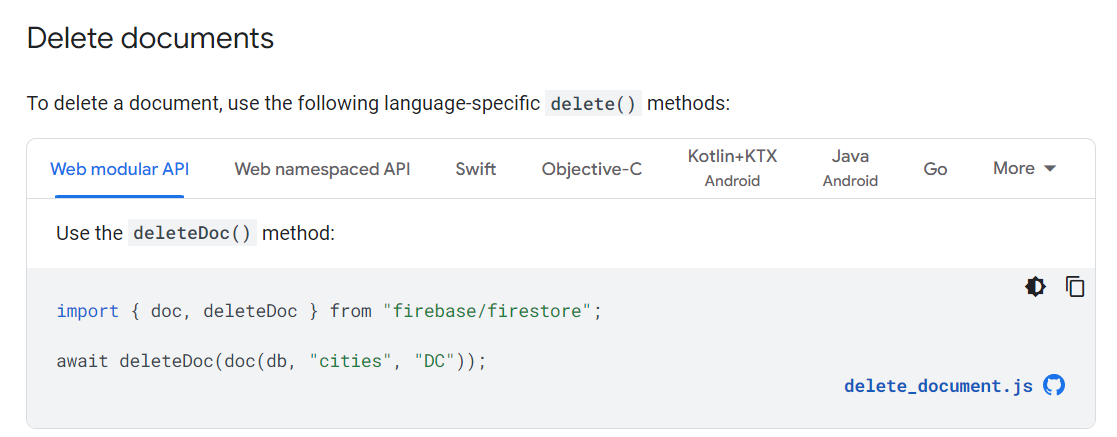 Delete documents
To delete a document, use the following language-specific delete() methods:
Web modular API Web namespaced API Swift Objective-C Kotlin+KTX Android Java Android Go More
Use the deleteDoc() method:
import { doc, deleteDoc } from "firebase/firestore";
await deleteDoc(doc(db, "cities", "DC"));
delete_document.js